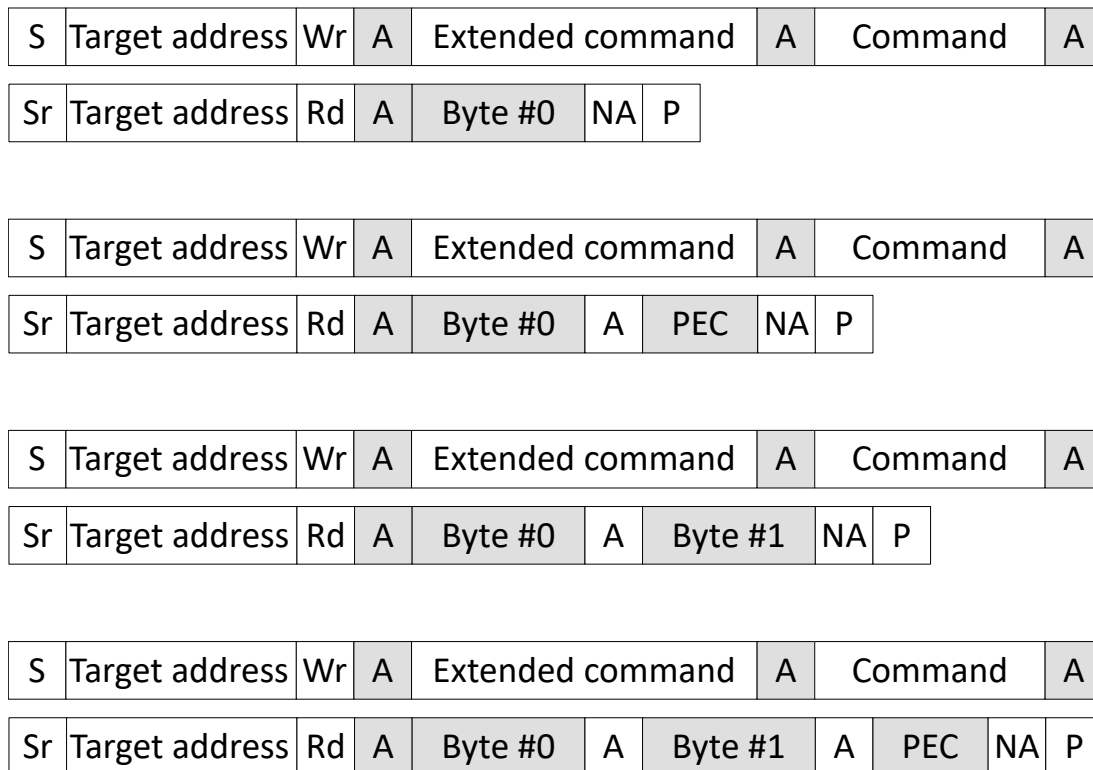 S Target address Wr A Extended command A Command A
Sr Target address Rd A Byte #0 NA P
S Target address Wr A Extended command A Command A
Sr Target address Rd A Byte #0 A PEC NA P
S Target address Wr A Extended command A Command A
Sr Target address Rd A Byte #0 A Byte #1 NA P
S Target address Wr A Extended command A Command A
Sr Target address Rd A Byte #0 A Byte #1 A PEC NA P